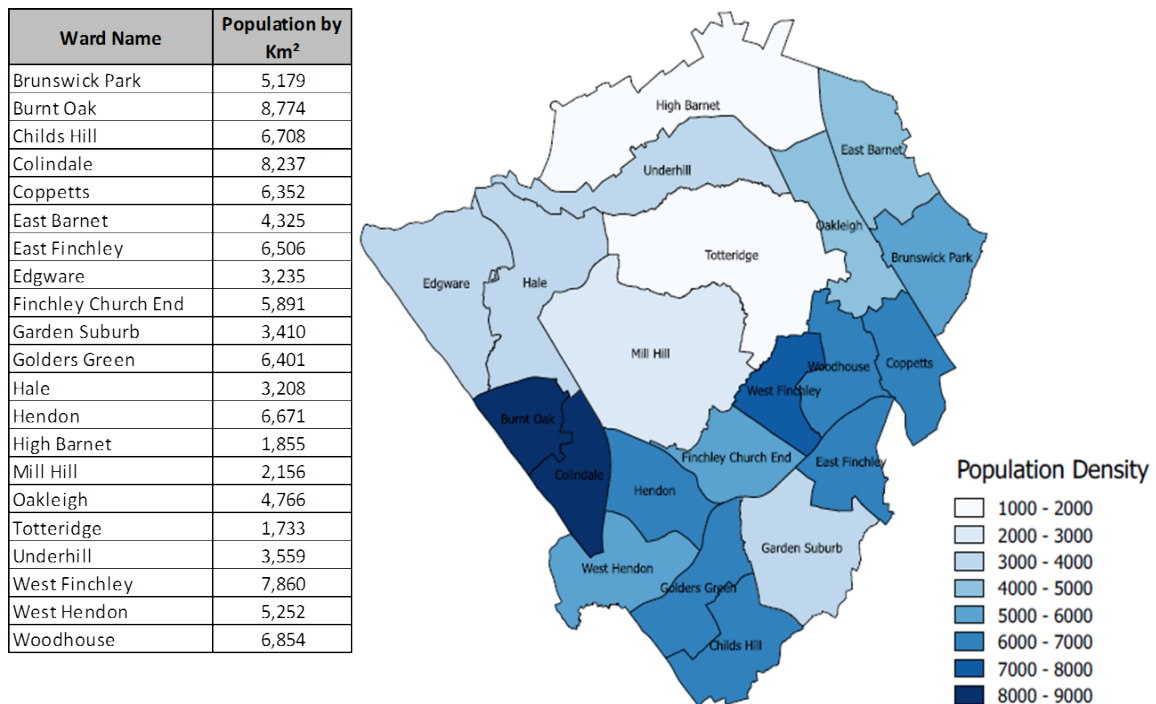 Ward Name Population by Km²
Brunswick Park 5,179
Burnt Oak 8,774
Childs Hill 6,708
Colindale 8,237
Coppetts 6,352
East Barnet 4,325
East Finchley 6,506
Edgware 3,235
Finchley Church End 5,891
Garden Suburb 3,410
Golders Green 6,401
Hale 3,208
Hendon 6,671
High Barnet 1,855
Mill Hill 2,156
Oakleigh 4,766
Totteridge 1,733
Underhill 3,559
West Finchley 7,860
West Hendon 5,252
Woodhouse 6,854
High Barnet
East Barnet
Underhill
Oakleigh
Totteridge
Brunswick Park
Edgware
Hale
Mill Hill
Woodhouse
Coppetts
West Finchley
Burnt Oak
Finchley Church End
East Finchley
Colindale
Hendon
Garden Suburb
West Hendon
Golders Green
Childs Hill
Population Density
1000 - 2000
2000 - 3000
3000 - 4000
4000 - 5000
5000 - 6000
6000 - 7000
7000 - 8000
8000 - 9000